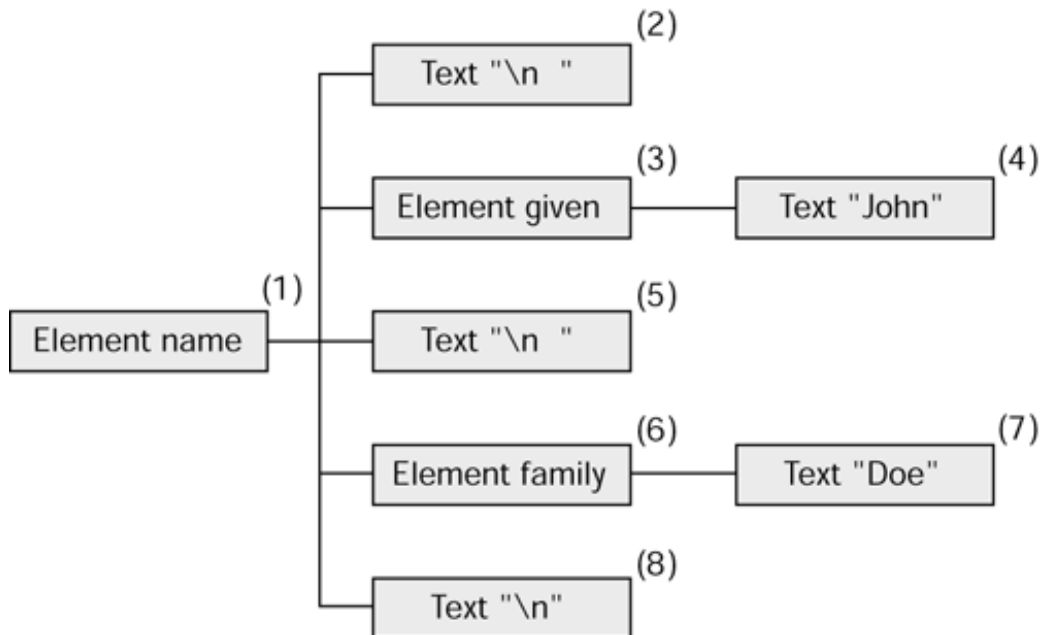 (2)
Text "\n  "
(3)
Element given
(4)
Text "John"
(1)
Element name
(5)
Text "\n  "
(6)
Element family
(7)
Text "Doe"
(8)
Text "\n"